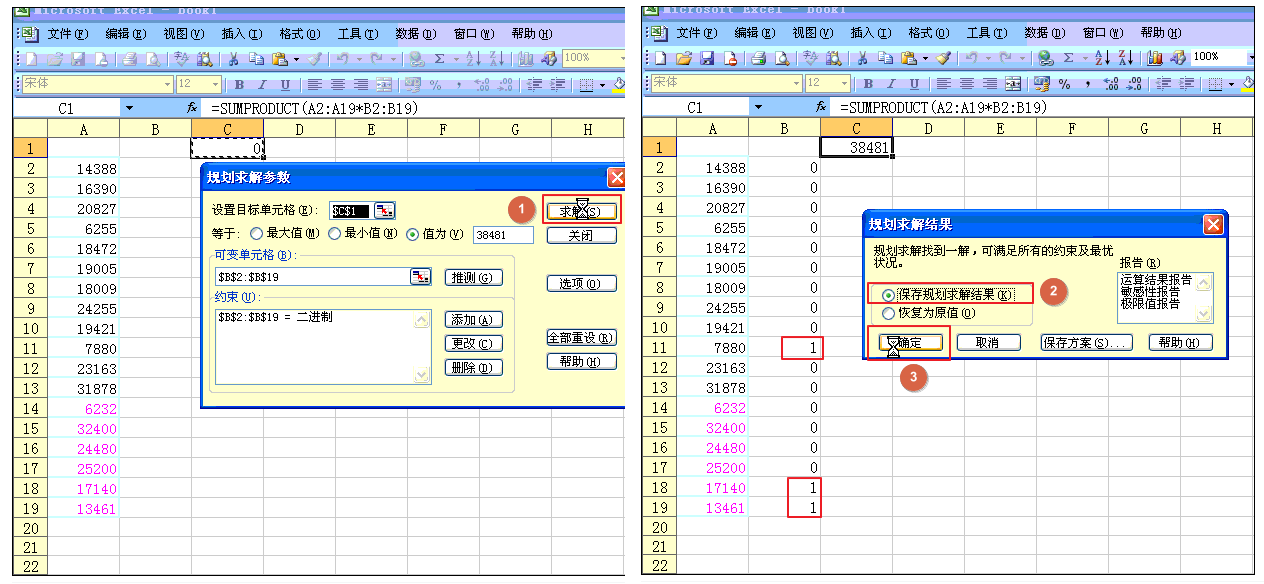 Microsoft Excel - Book1
文件(F) 编辑(E) 视图(V) 插入(I) 格式(O) 工具(T) 数据(D) 窗口(W) 帮助(H)
Σ 100%
宋体 12 B I U % ,
C1 fx =SUMPRODUCT(A2:A19*B2:B19)
A B C D E F G H
1 0
2 14388
3 16390
4 20827
5 6255
6 18472
7 19005
8 18009
9 24255
10 19421
11 7880
12 23163
13 31878
14 6232
15 32400
16 24480
17 25200
18 17140
19 13461
20
21
22
规划求解参数
设置目标单元格(E): $C$1 1 求解(S)
等于: 最大值(M) 最小值(N) 值为(V) 38481 关闭
可变单元格(B):
$B$2:$B$19 推测(G) 选项(O)
约束(U):
$B$2:$B$19 = 二进制 添加(A)
更改(C) 全部重设(R)
删除(D) 帮助(H)
Microsoft Excel - Book1
文件(F) 编辑(E) 视图(V) 插入(I) 格式(O) 工具(T) 数据(D) 窗口(W) 帮助(H)
Σ 100%
宋体 12 B I U % ,
C1 fx =SUMPRODUCT(A2:A19*B2:B19)
A B C D E F G H
1 38481
2 14388 0
3 16390 0
4 20827 0
5 6255 0
6 18472 0
7 19005 0
8 18009 0
9 24255 0
10 19421 0
11 7880 1
12 23163 0
13 31878 0
14 6232 0
15 32400 0
16 24480 0
17 25200 0
18 17140 1
19 13461 1
20
21
22
规划求解结果
规划求解找到一解，可满足所有的约束及最优
状况。
报告(R)
运算结果报告
敏感性报告
极限值报告
保存规划求解结果(K) 2
恢复为原值(O)
确定 取消 保存方案(S)... 帮助(H)
3